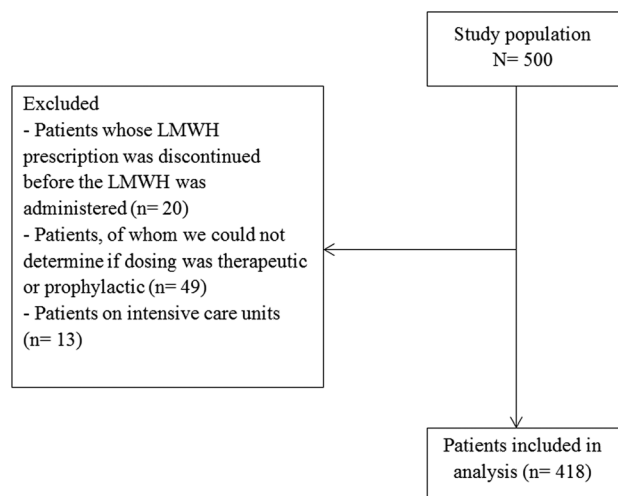 Study population
N= 500
Excluded
- Patients whose LMWH
prescription was discontinued
before the LMWH was
administered (n= 20)
- Patients, of whom we could not
determine if dosing was therapeutic
or prophylactic (n= 49)
- Patients on intensive care units
(n= 13)
Patients included in
analysis (n= 418)